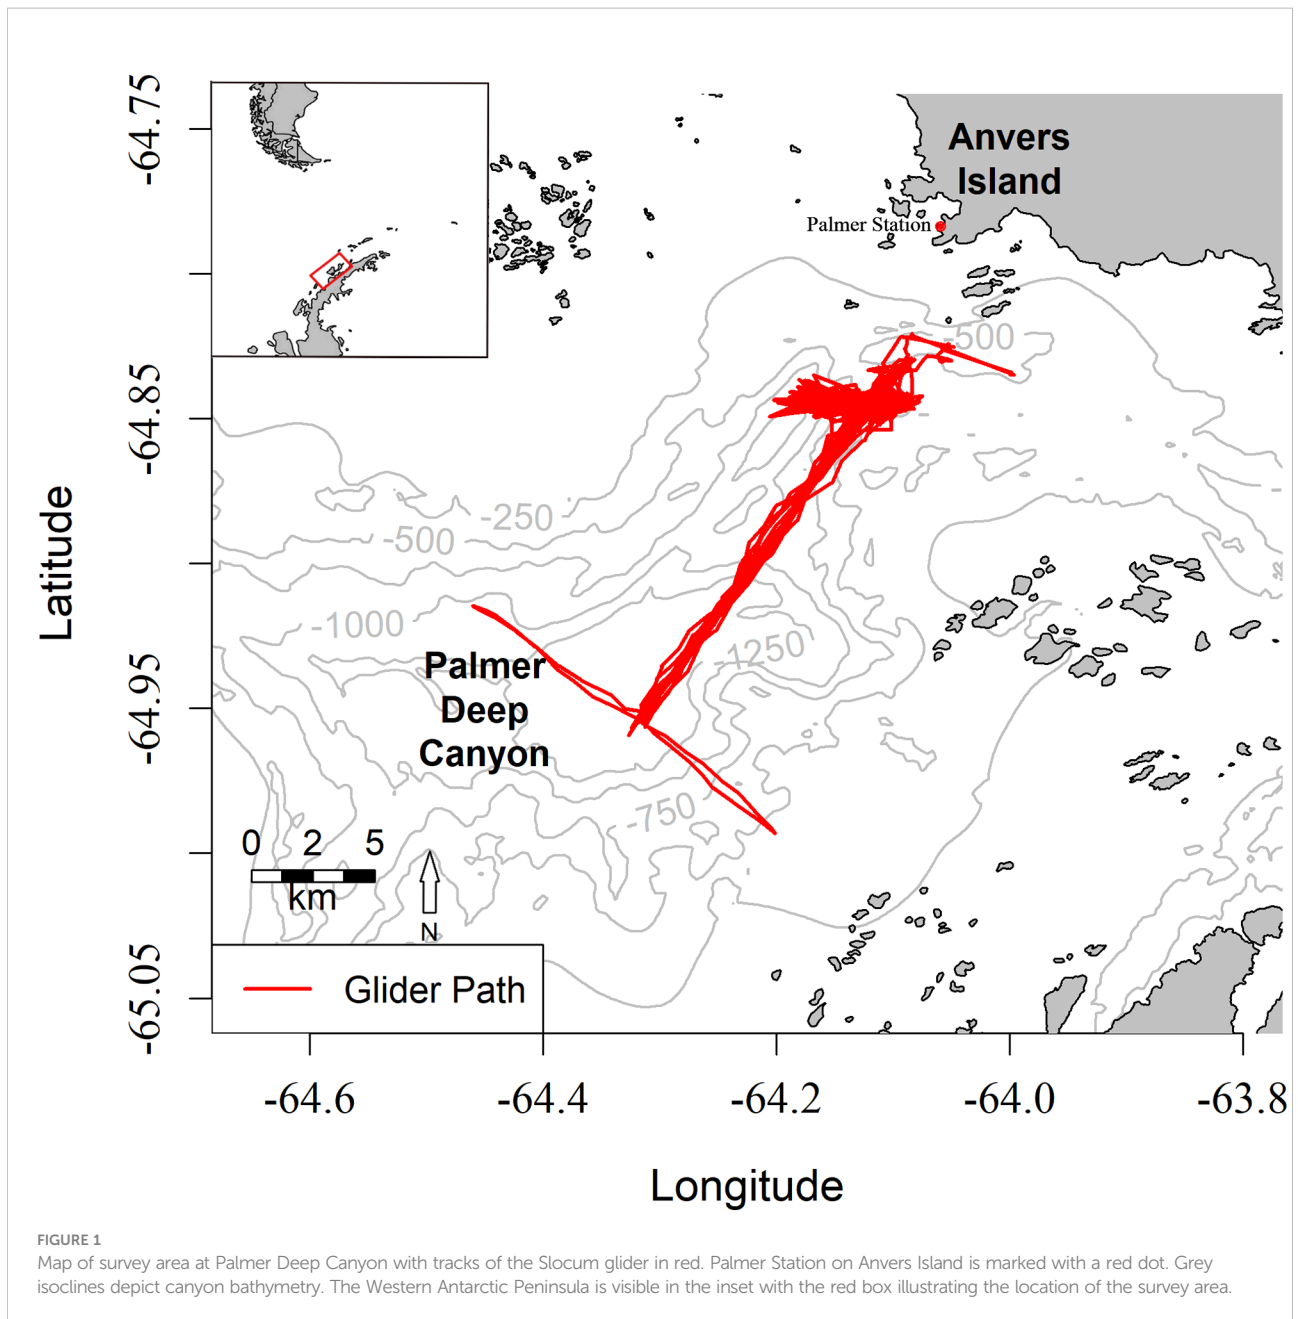 -64.75
-64.85
-64.95
-65.05
Latitude
Anvers
Island
Palmer Station
-500
-250
-500
-1000
-1250
-750
Palmer
Deep
Canyon
0 2 5
km
N
Glider Path
-64.6 -64.4 -64.2 -64.0 -63.8
Longitude
FIGURE 1
Map of survey area at Palmer Deep Canyon with tracks of the Slocum glider in red. Palmer Station on Anvers Island is marked with a red dot. Grey
isoclines depict canyon bathymetry. The Western Antarctic Peninsula is visible in the inset with the red box illustrating the location of the survey area.